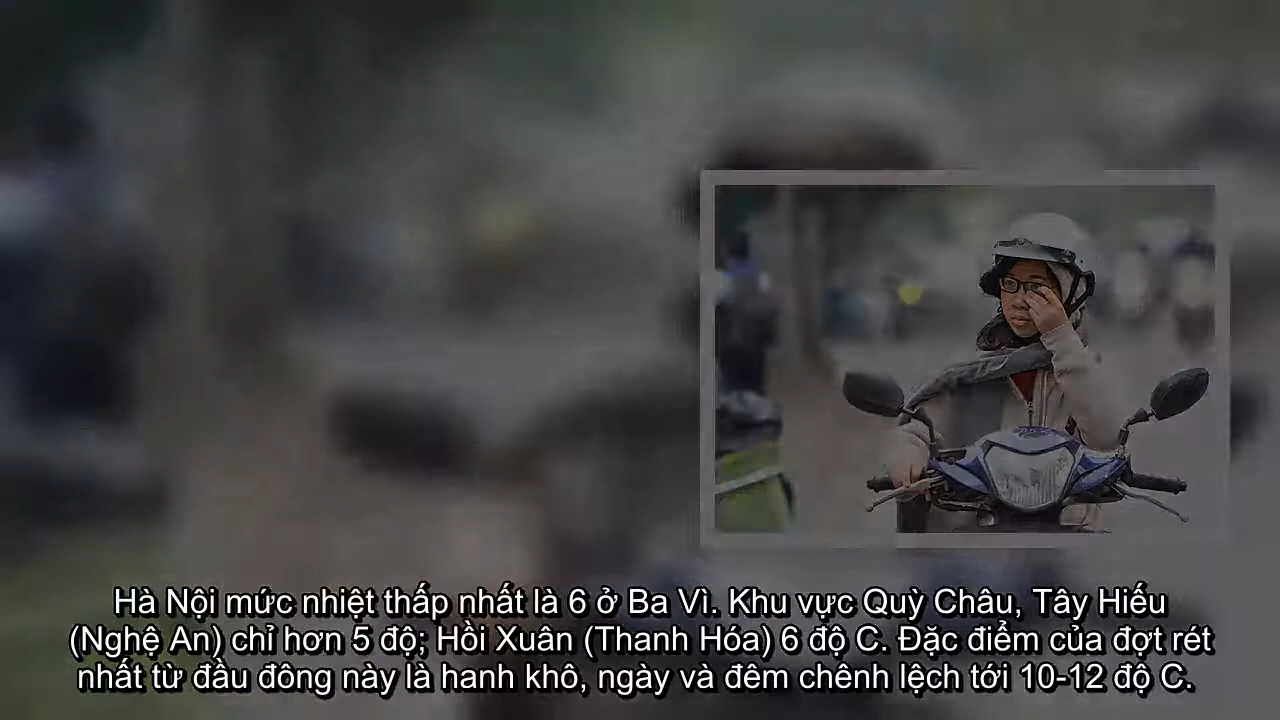 Hà Nội mức nhiệt thấp nhất là 6 ở Ba Vì. Khu vực Quỳ Châu, Tây Hiếu
(Nghệ An) chỉ hơn 5 độ; Hồi Xuân (Thanh Hóa) 6 độ C. Đặc điểm của đợt rét
nhất từ đầu đông này là hanh khô, ngày và đêm chênh lệch tới 10-12 độ C.